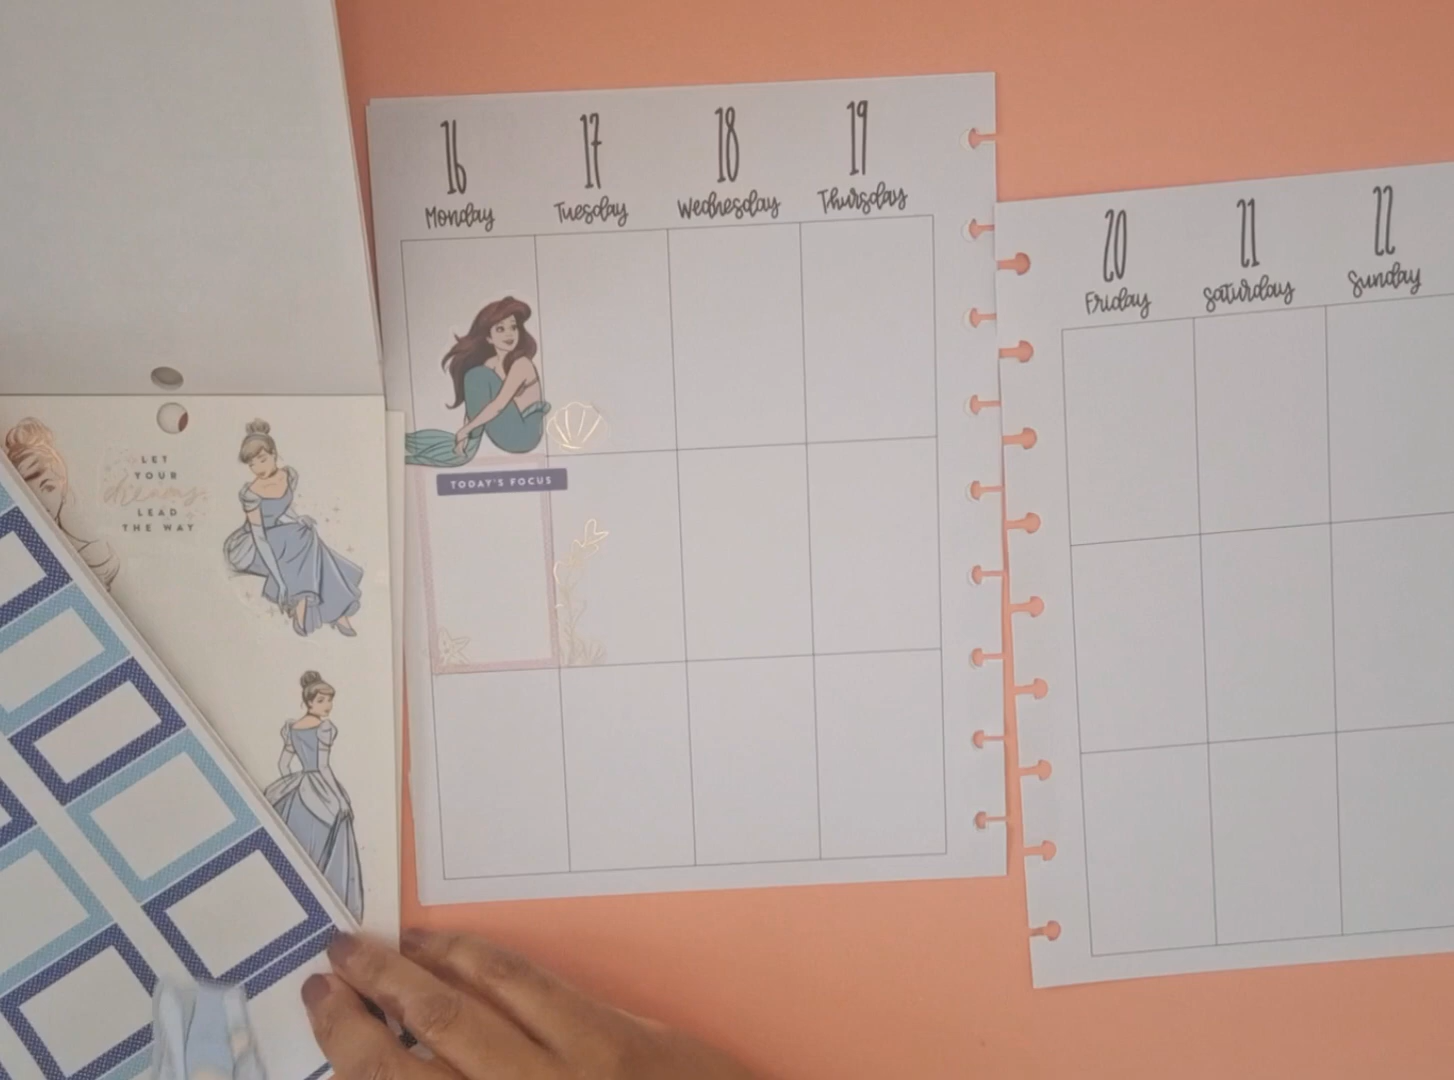 16
Monday
17
Tuesday
18
Wednesday
19
Thursday
20
Friday
21
Saturday
22
Sunday
TODAY'S FOCUS
LET
YOUR
dreams
LEAD
THE WAY